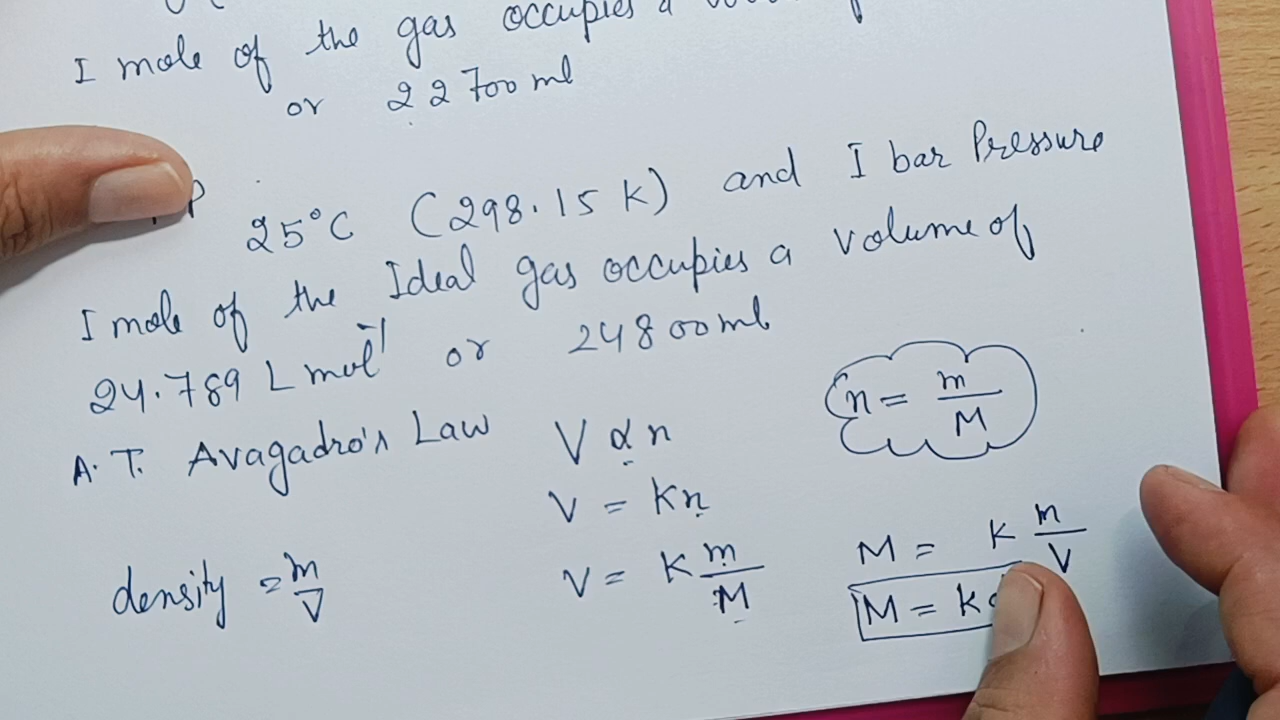 I mole of the gas occupies a
or 22700 ml
P 25°C (298.15 K) and I bar Pressure
I mole of the Ideal gas occupies a volume of
24.789 L mol⁻¹ or 24800 ml
n = m/M
A. T. Avagadro's Law V ∝ n
V = Kn
density = m/V
V = K m/M
M = K m/V
M = K